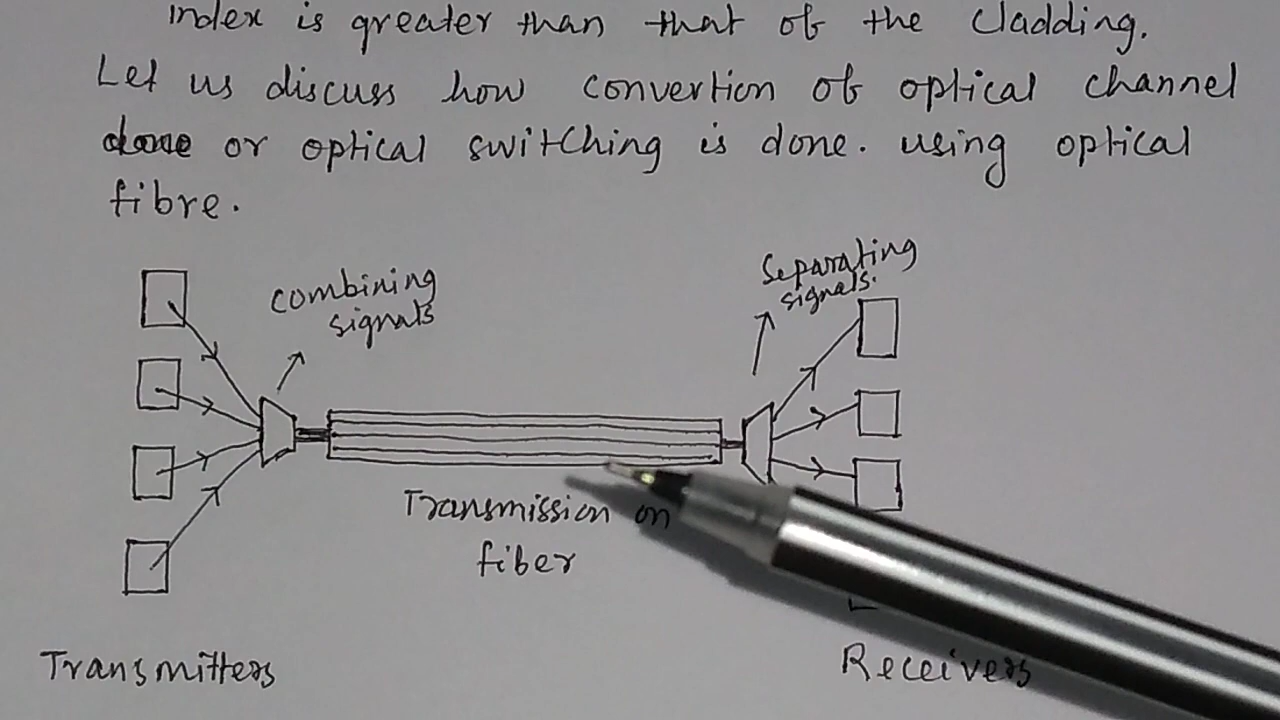 index is greater than that of the cladding.
Let us discuss how convertion of optical channel
done or optical switching is done. using optical
fibre.
combining
signals
Separating
signals.
Transmission on
fiber
Transmitters
Receivers